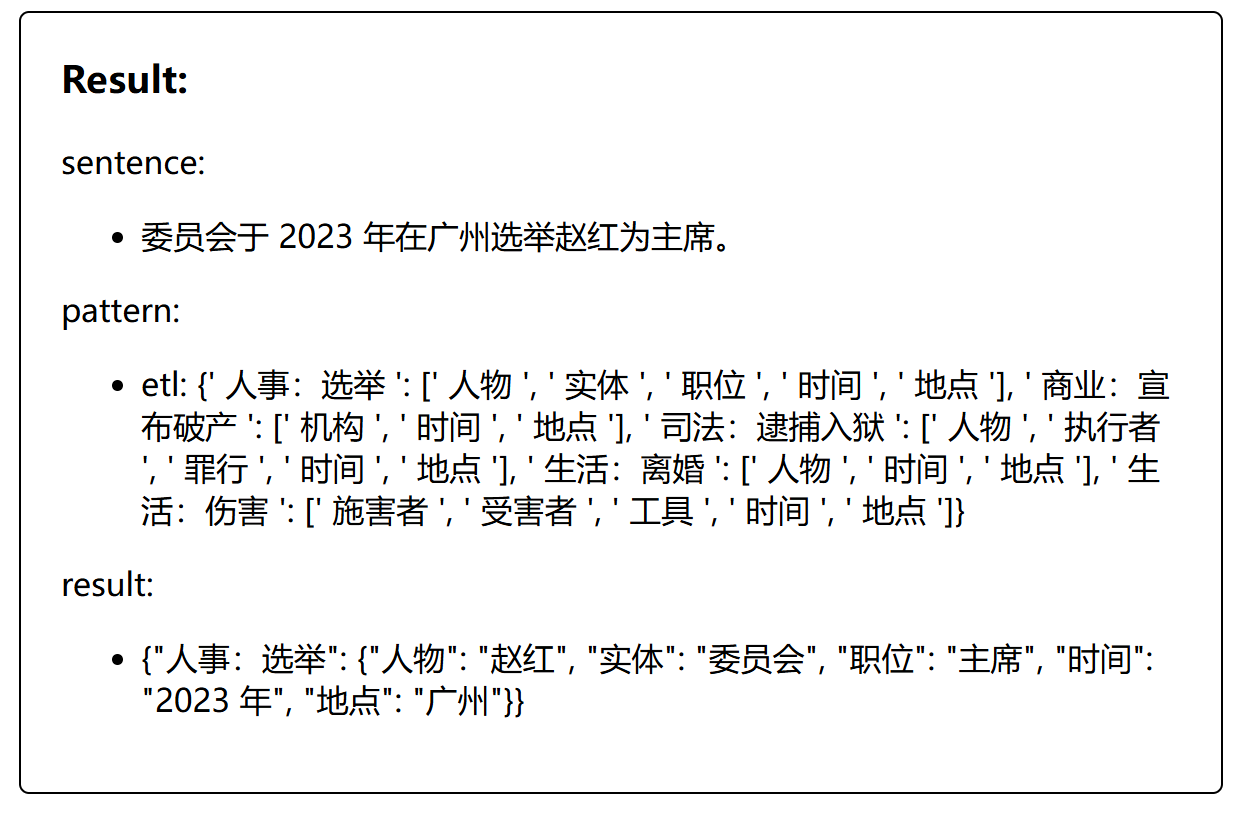 Result:
sentence:
• 委员会于 2023 年在广州选举赵红为主席。
pattern:
• etl: {' 人事：选举 ': [' 人物 ', ' 实体 ', ' 职位 ', ' 时间 ', ' 地点 '], ' 商业：宣
布破产 ': [' 机构 ', ' 时间 ', ' 地点 '], ' 司法：逮捕入狱 ': [' 人物 ', ' 执行者
', ' 罪行 ', ' 时间 ', ' 地点 '], ' 生活：离婚 ': [' 人物 ', ' 时间 ', ' 地点 '], ' 生
活：伤害 ': [' 施害者 ', ' 受害者 ', ' 工具 ', ' 时间 ', ' 地点 ']}
result:
• {"人事：选举": {"人物": "赵红", "实体": "委员会", "职位": "主席", "时间":
"2023 年", "地点": "广州"}}